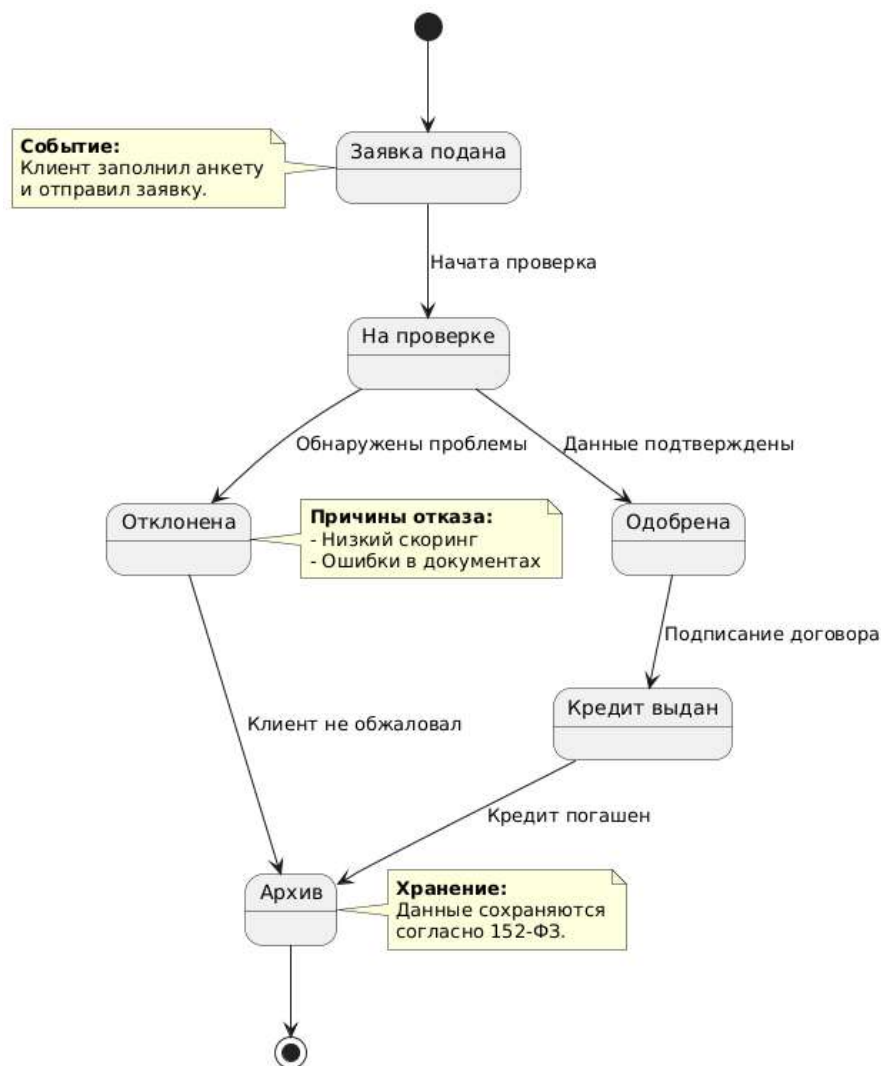 Заявка подана
Событие:
Клиент заполнил анкету
и отправил заявку.
Начата проверка
На проверке
Обнаружены проблемы
Данные подтверждены
Отклонена
Причины отказа:
- Низкий скоринг
- Ошибки в документах
Одобрена
Подписание договора
Кредит выдан
Клиент не обжаловал
Кредит погашен
Архив
Хранение:
Данные сохраняются
согласно 152-ФЗ.